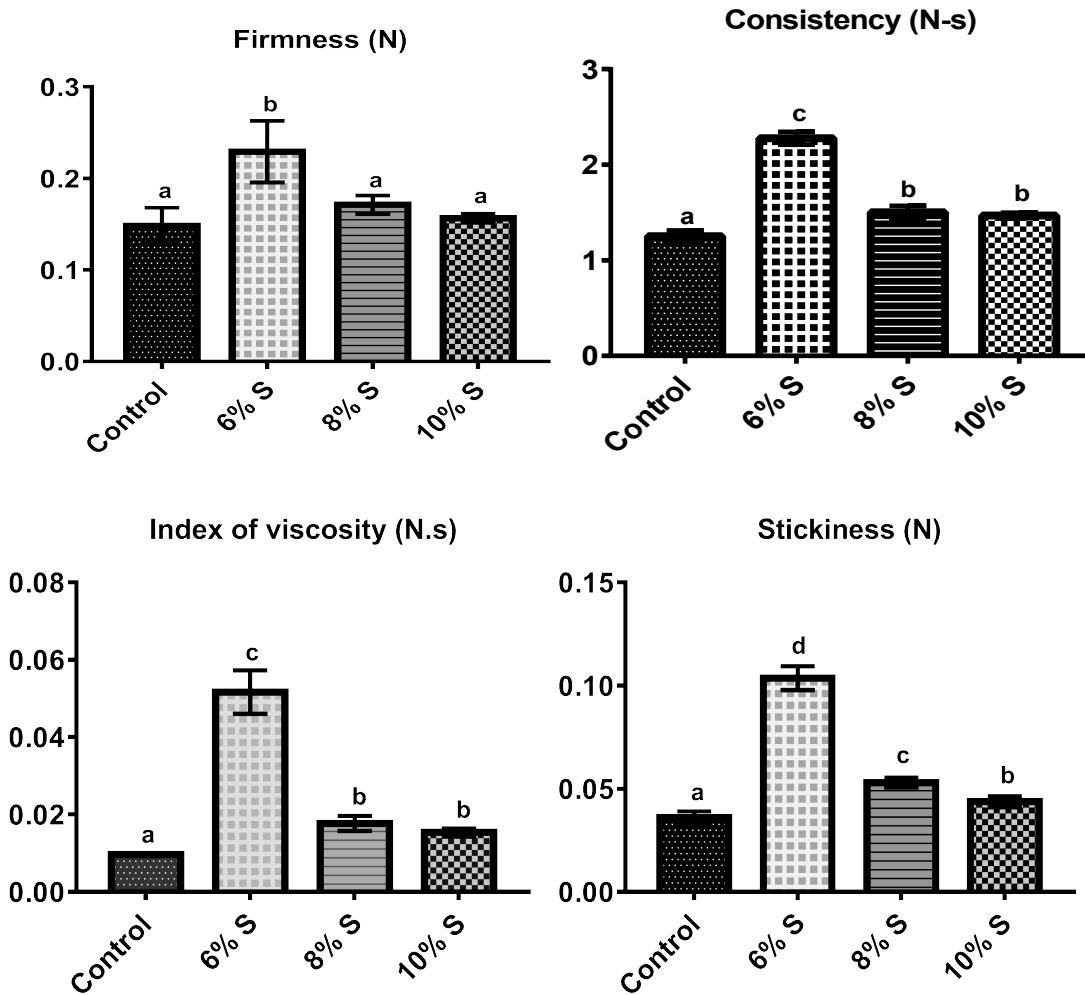 Firmness (N)
0.3
0.2
0.1
0.0
a
b
a
a
Control
6% S
8% S
10% S
Consistency (N-s)
3
2
1
0
a
c
b
b
Control
6% S
8% S
10% S
Index of viscosity (N.s)
0.08
0.06
0.04
0.02
0.00
a
c
b
b
Control
6% S
8% S
10% S
Stickiness (N)
0.15
0.10
0.05
0.00
a
d
c
b
Control
6% S
8% S
10% S